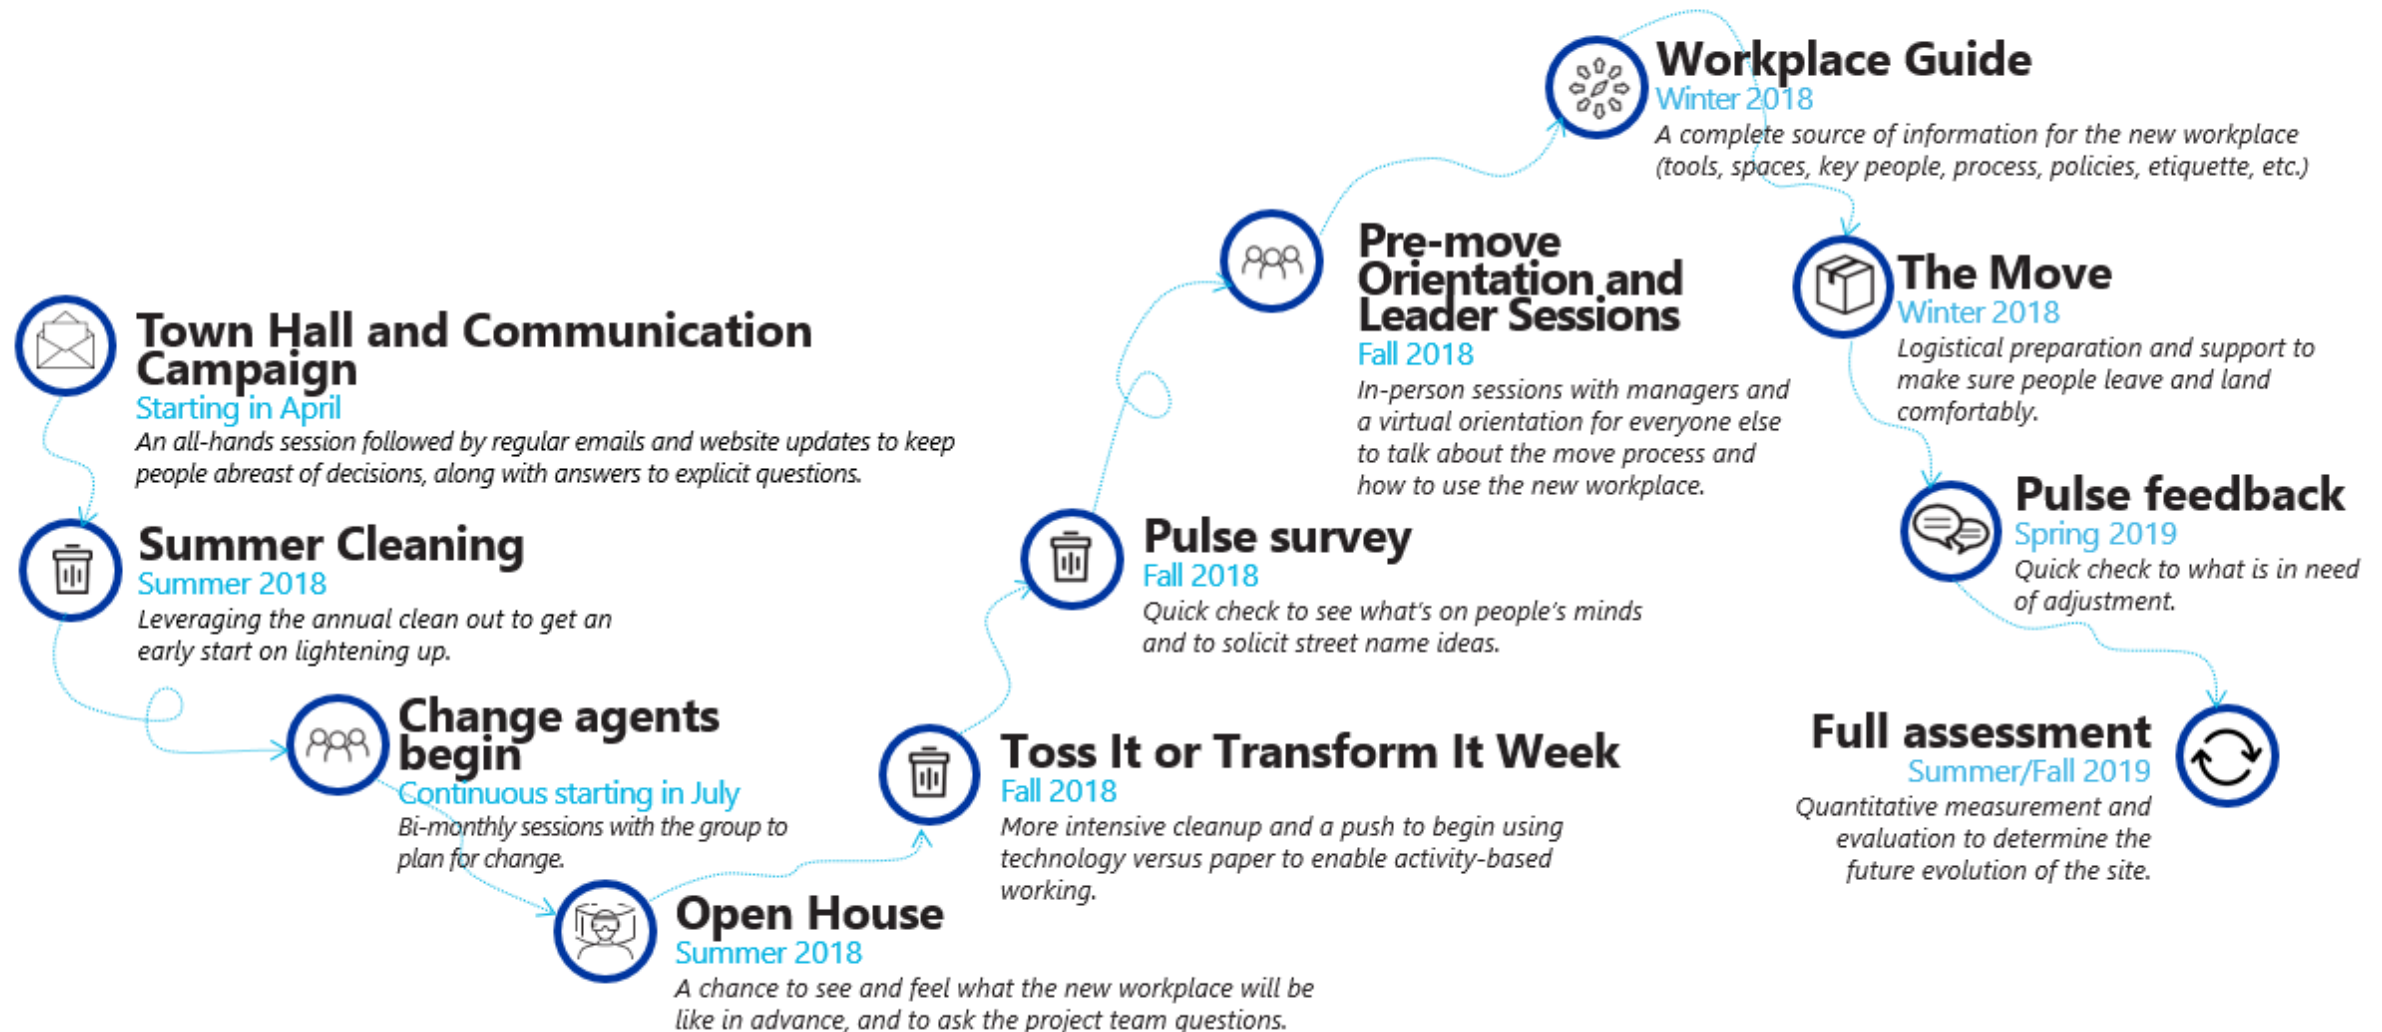 Town Hall and Communication
Campaign
Starting in April
An all-hands session followed by regular emails and website updates to keep
people abreast of decisions, along with answers to explicit questions.
Summer Cleaning
Summer 2018
Leveraging the annual clean out to get an
early start on lightening up.
Change agents
begin
Continuous starting in July
Bi-monthly sessions with the group to
plan for change.
Open House
Summer 2018
A chance to see and feel what the new workplace will be
like in advance, and to ask the project team questions.
Toss It or Transform It Week
Fall 2018
More intensive cleanup and a push to begin using
technology versus paper to enable activity-based
working.
Pulse survey
Fall 2018
Quick check to see what's on people's minds
and to solicit street name ideas.
Pre-move
Orientation and
Leader Sessions
Fall 2018
In-person sessions with managers and
a virtual orientation for everyone else
to talk about the move process and
how to use the new workplace.
Workplace Guide
Winter 2018
A complete source of information for the new workplace
(tools, spaces, key people, process, policies, etiquette, etc.)
The Move
Winter 2018
Logistical preparation and support to
make sure people leave and land
comfortably.
Pulse feedback
Spring 2019
Quick check to what is in need
of adjustment.
Full assessment
Summer/Fall 2019
Quantitative measurement and
evaluation to determine the
future evolution of the site.